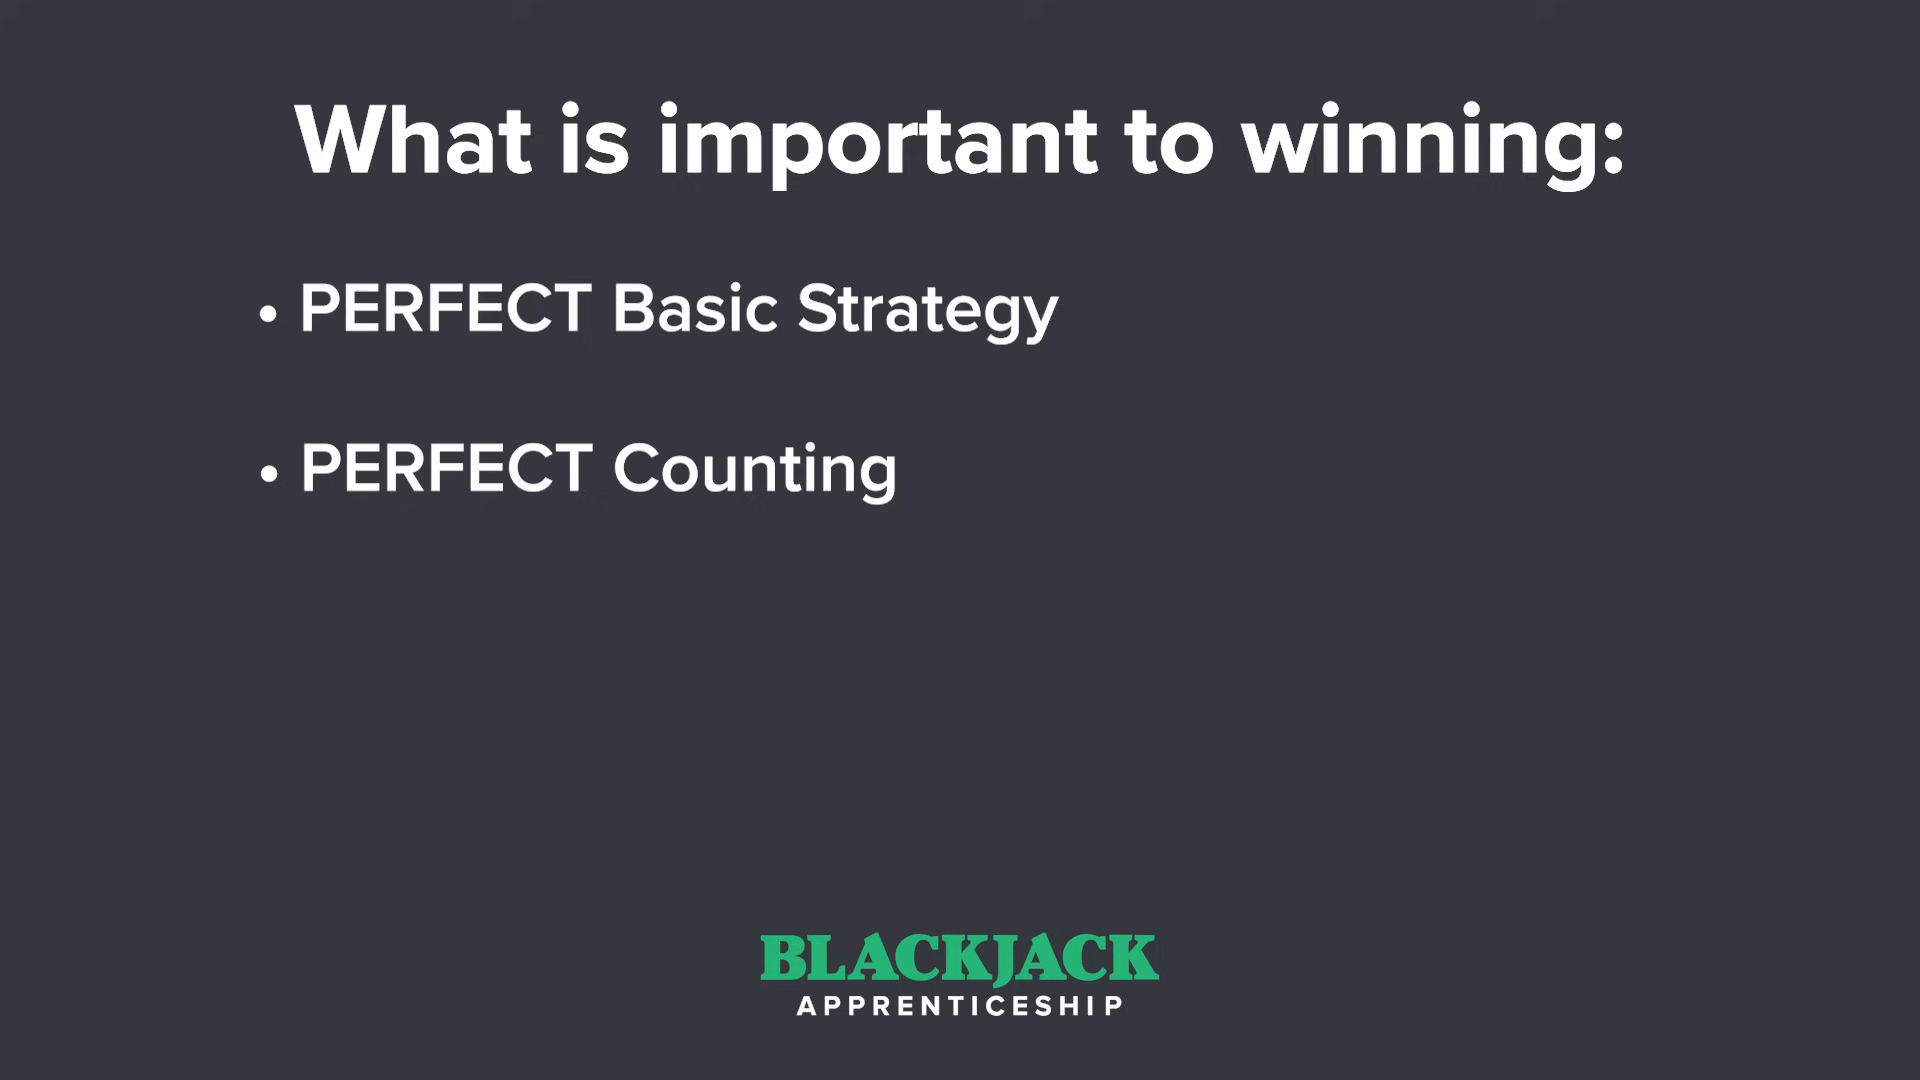 What is important to winning:
• PERFECT Basic Strategy
• PERFECT Counting
BLACKJACK
APPRENTICESHIP